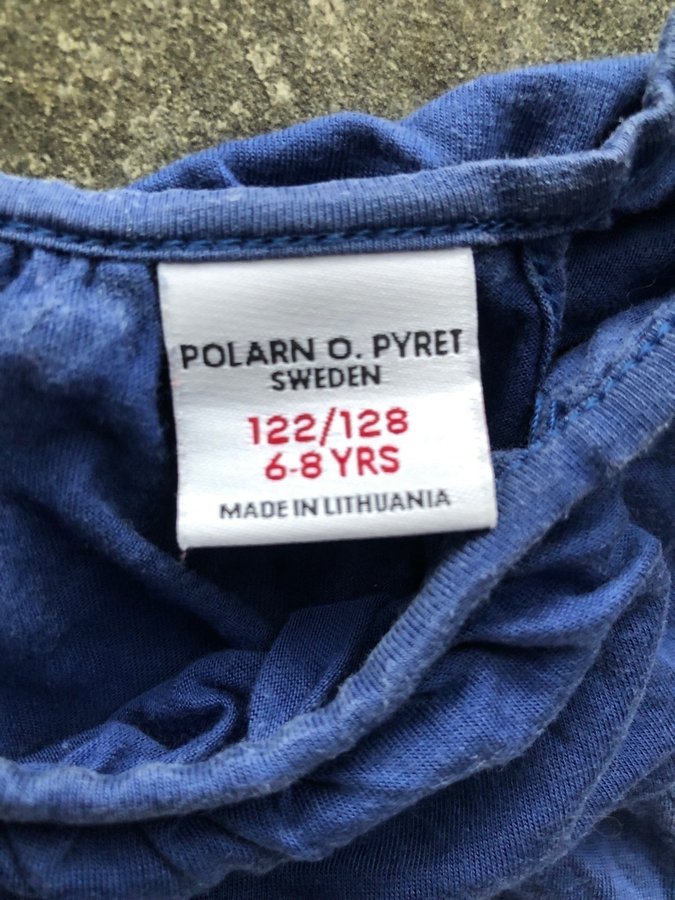 POLARN O. PYRET
SWEDEN
122/128
6-8 YRS
MADE IN LITHUANIA